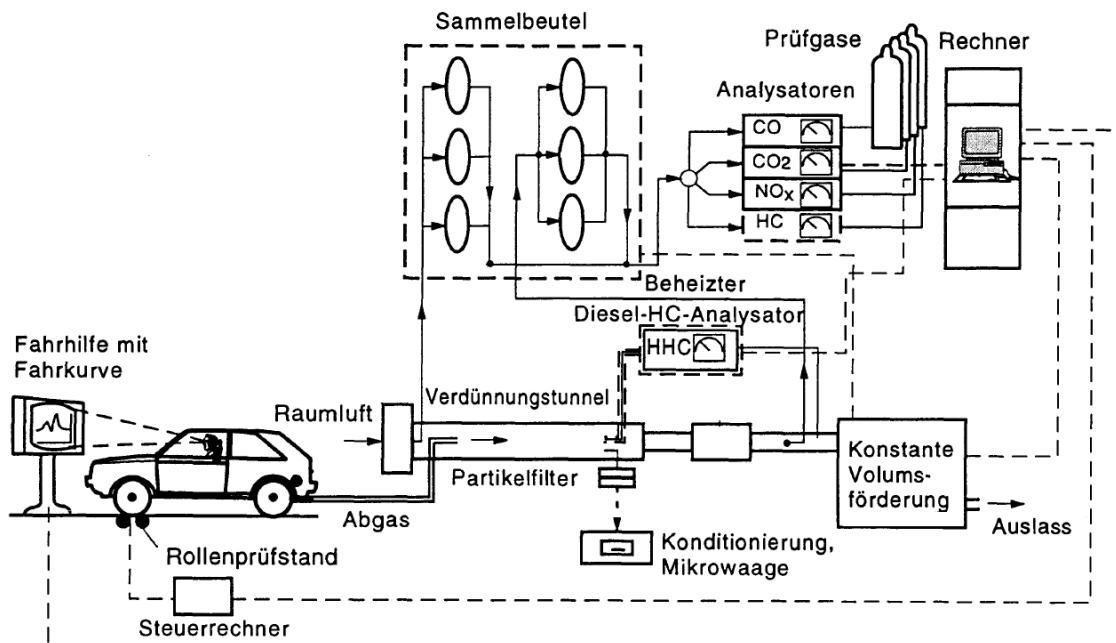 Sammelbeutel
Prüfgase
Rechner
Analysatoren
CO
CO2
NOx
HC
Beheizter
Diesel-HC-Analysator
HHC
Fahrhilfe mit
Fahrkurve
Raumluft
Verdünnungstunnel
Partikelfilter
Abgas
Konstante
Volums-
förderung
Auslass
Rollenprüfstand
Konditionierung,
Mikrowaage
Steuerrechner